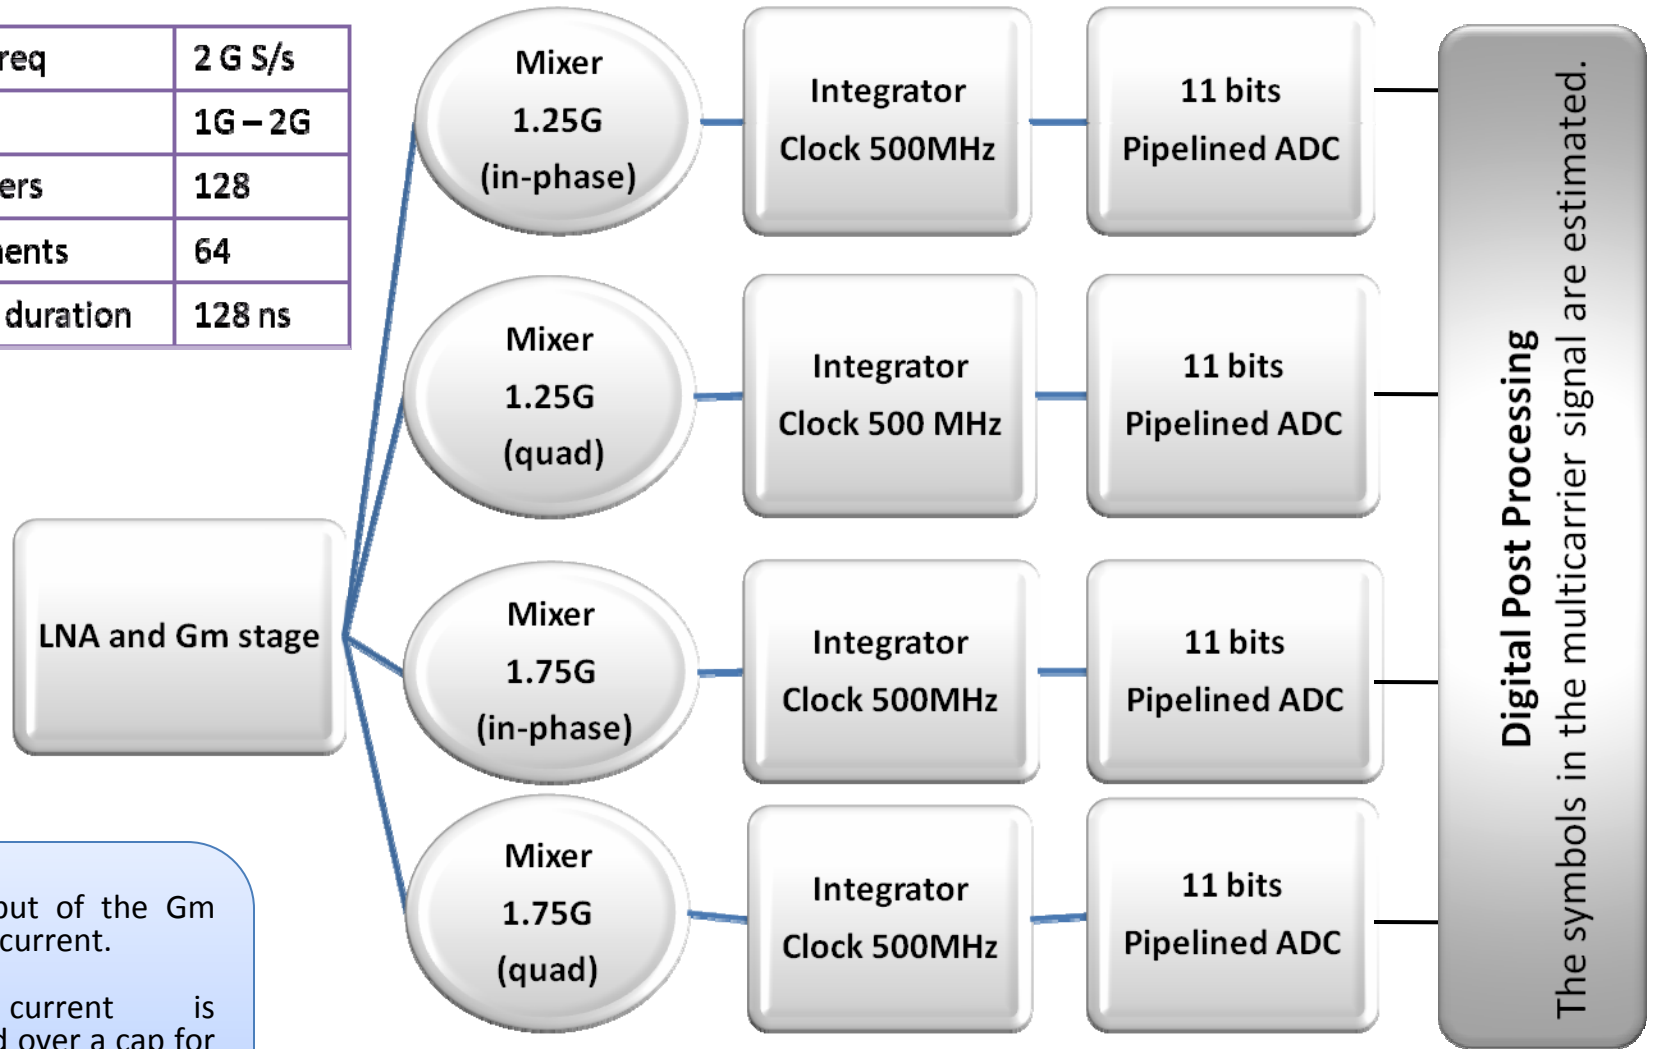 req 2 G S/s
1G – 2G
ers 128
nents 64
duration 128 ns
Mixer
1.25G
(in-phase)
Integrator
Clock 500MHz
11 bits
Pipelined ADC
Mixer
1.25G
(quad)
Integrator
Clock 500 MHz
11 bits
Pipelined ADC
LNA and Gm stage
Mixer
1.75G
(in-phase)
Integrator
Clock 500MHz
11 bits
Pipelined ADC
Mixer
1.75G
(quad)
Integrator
Clock 500MHz
11 bits
Pipelined ADC
Digital Post Processing
The symbols in the multicarrier signal are estimated.
put of the Gm
current.
current is
d over a cap for